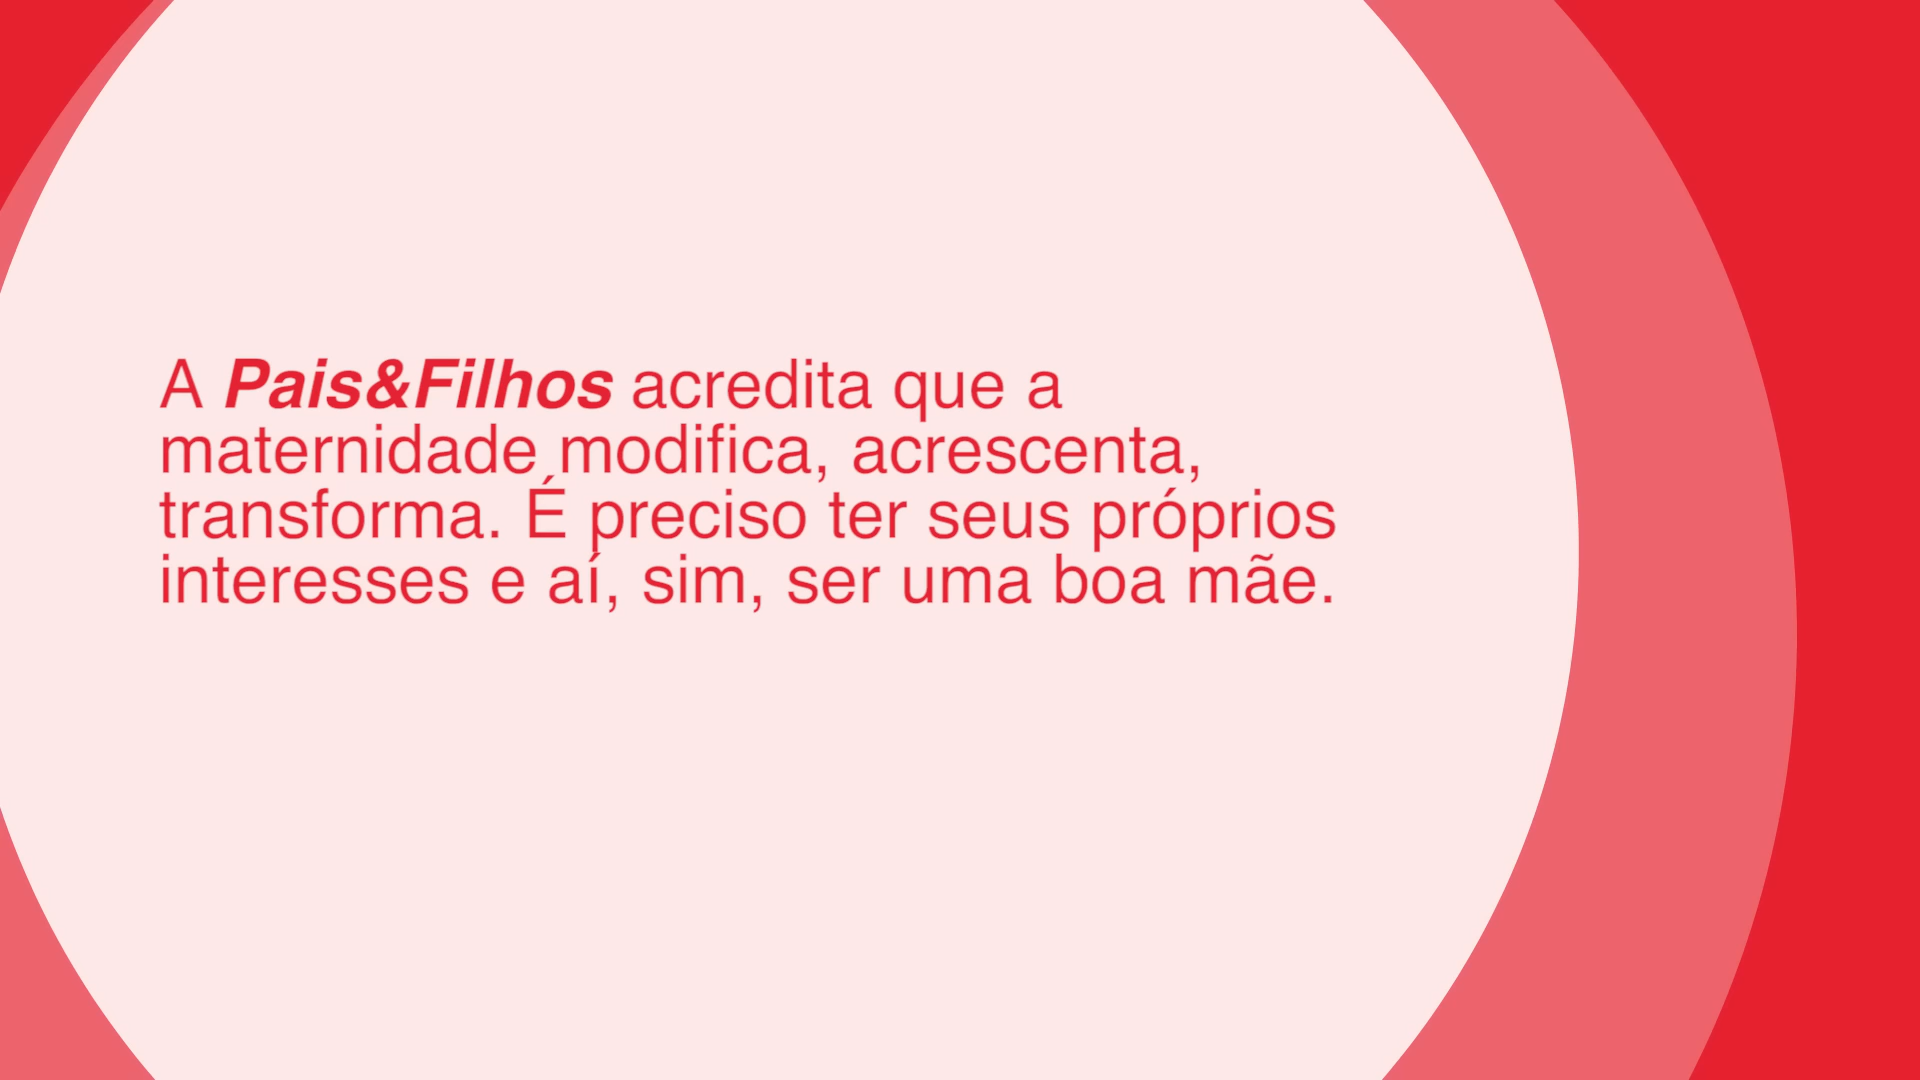 A Pais&Filhos acredita que a
maternidade modifica, acrescenta,
transforma. É preciso ter seus próprios
interesses e aí, sim, ser uma boa mãe.